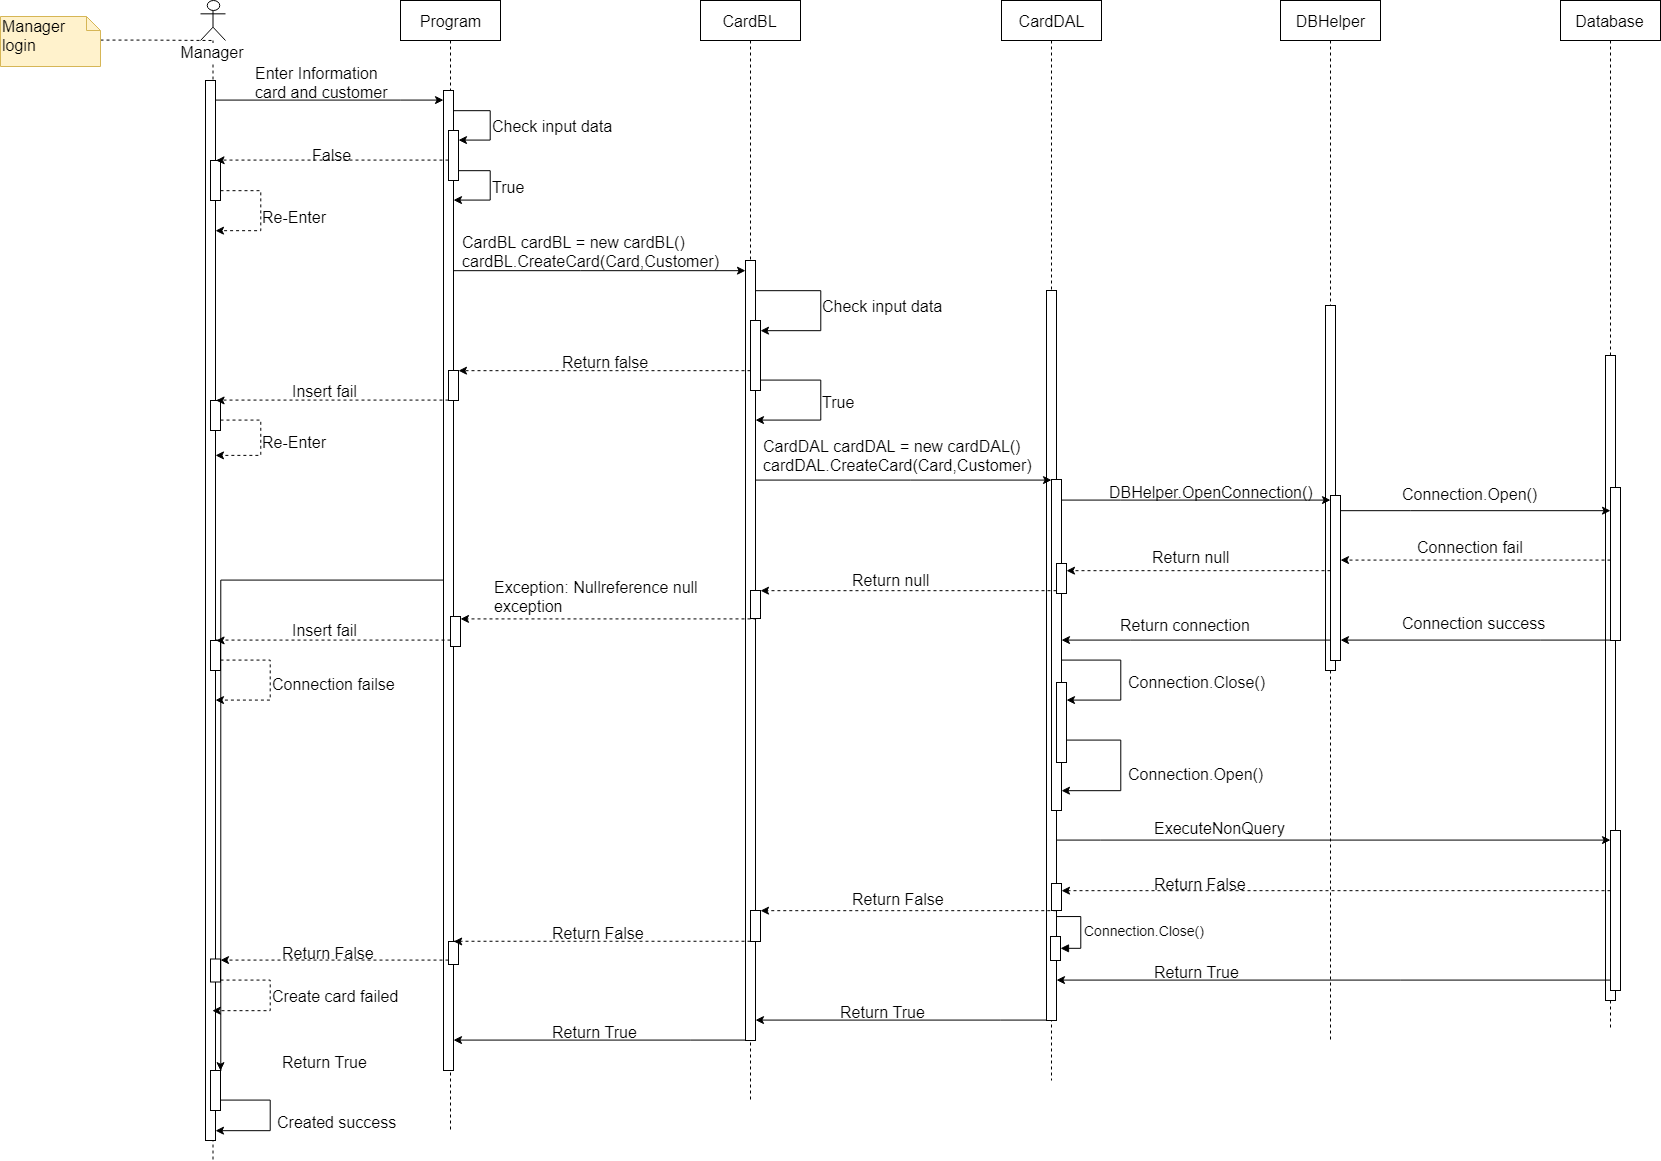 Manager
login
Manager
Program
CardBL
CardDAL
DBHelper
Database
Enter Information
card and customer
Check input data
False
True
Re-Enter
CardBL cardBL = new cardBL()
cardBL.CreateCard(Card,Customer)
Check input data
Return false
Insert fail
True
Re-Enter
CardDAL cardDAL = new cardDAL()
cardDAL.CreateCard(Card,Customer)
DBHelper.OpenConnection()
Connection.Open()
Connection fail
Return null
Return null
Exception: Nullreference null
exception
Insert fail
Return connection
Connection success
Connection failse
Connection.Close()
Connection.Open()
ExecuteNonQuery
Return False
Return False
Connection.Close()
Return False
Return False
Return True
Create card failed
Return True
Return True
Return True
Created success